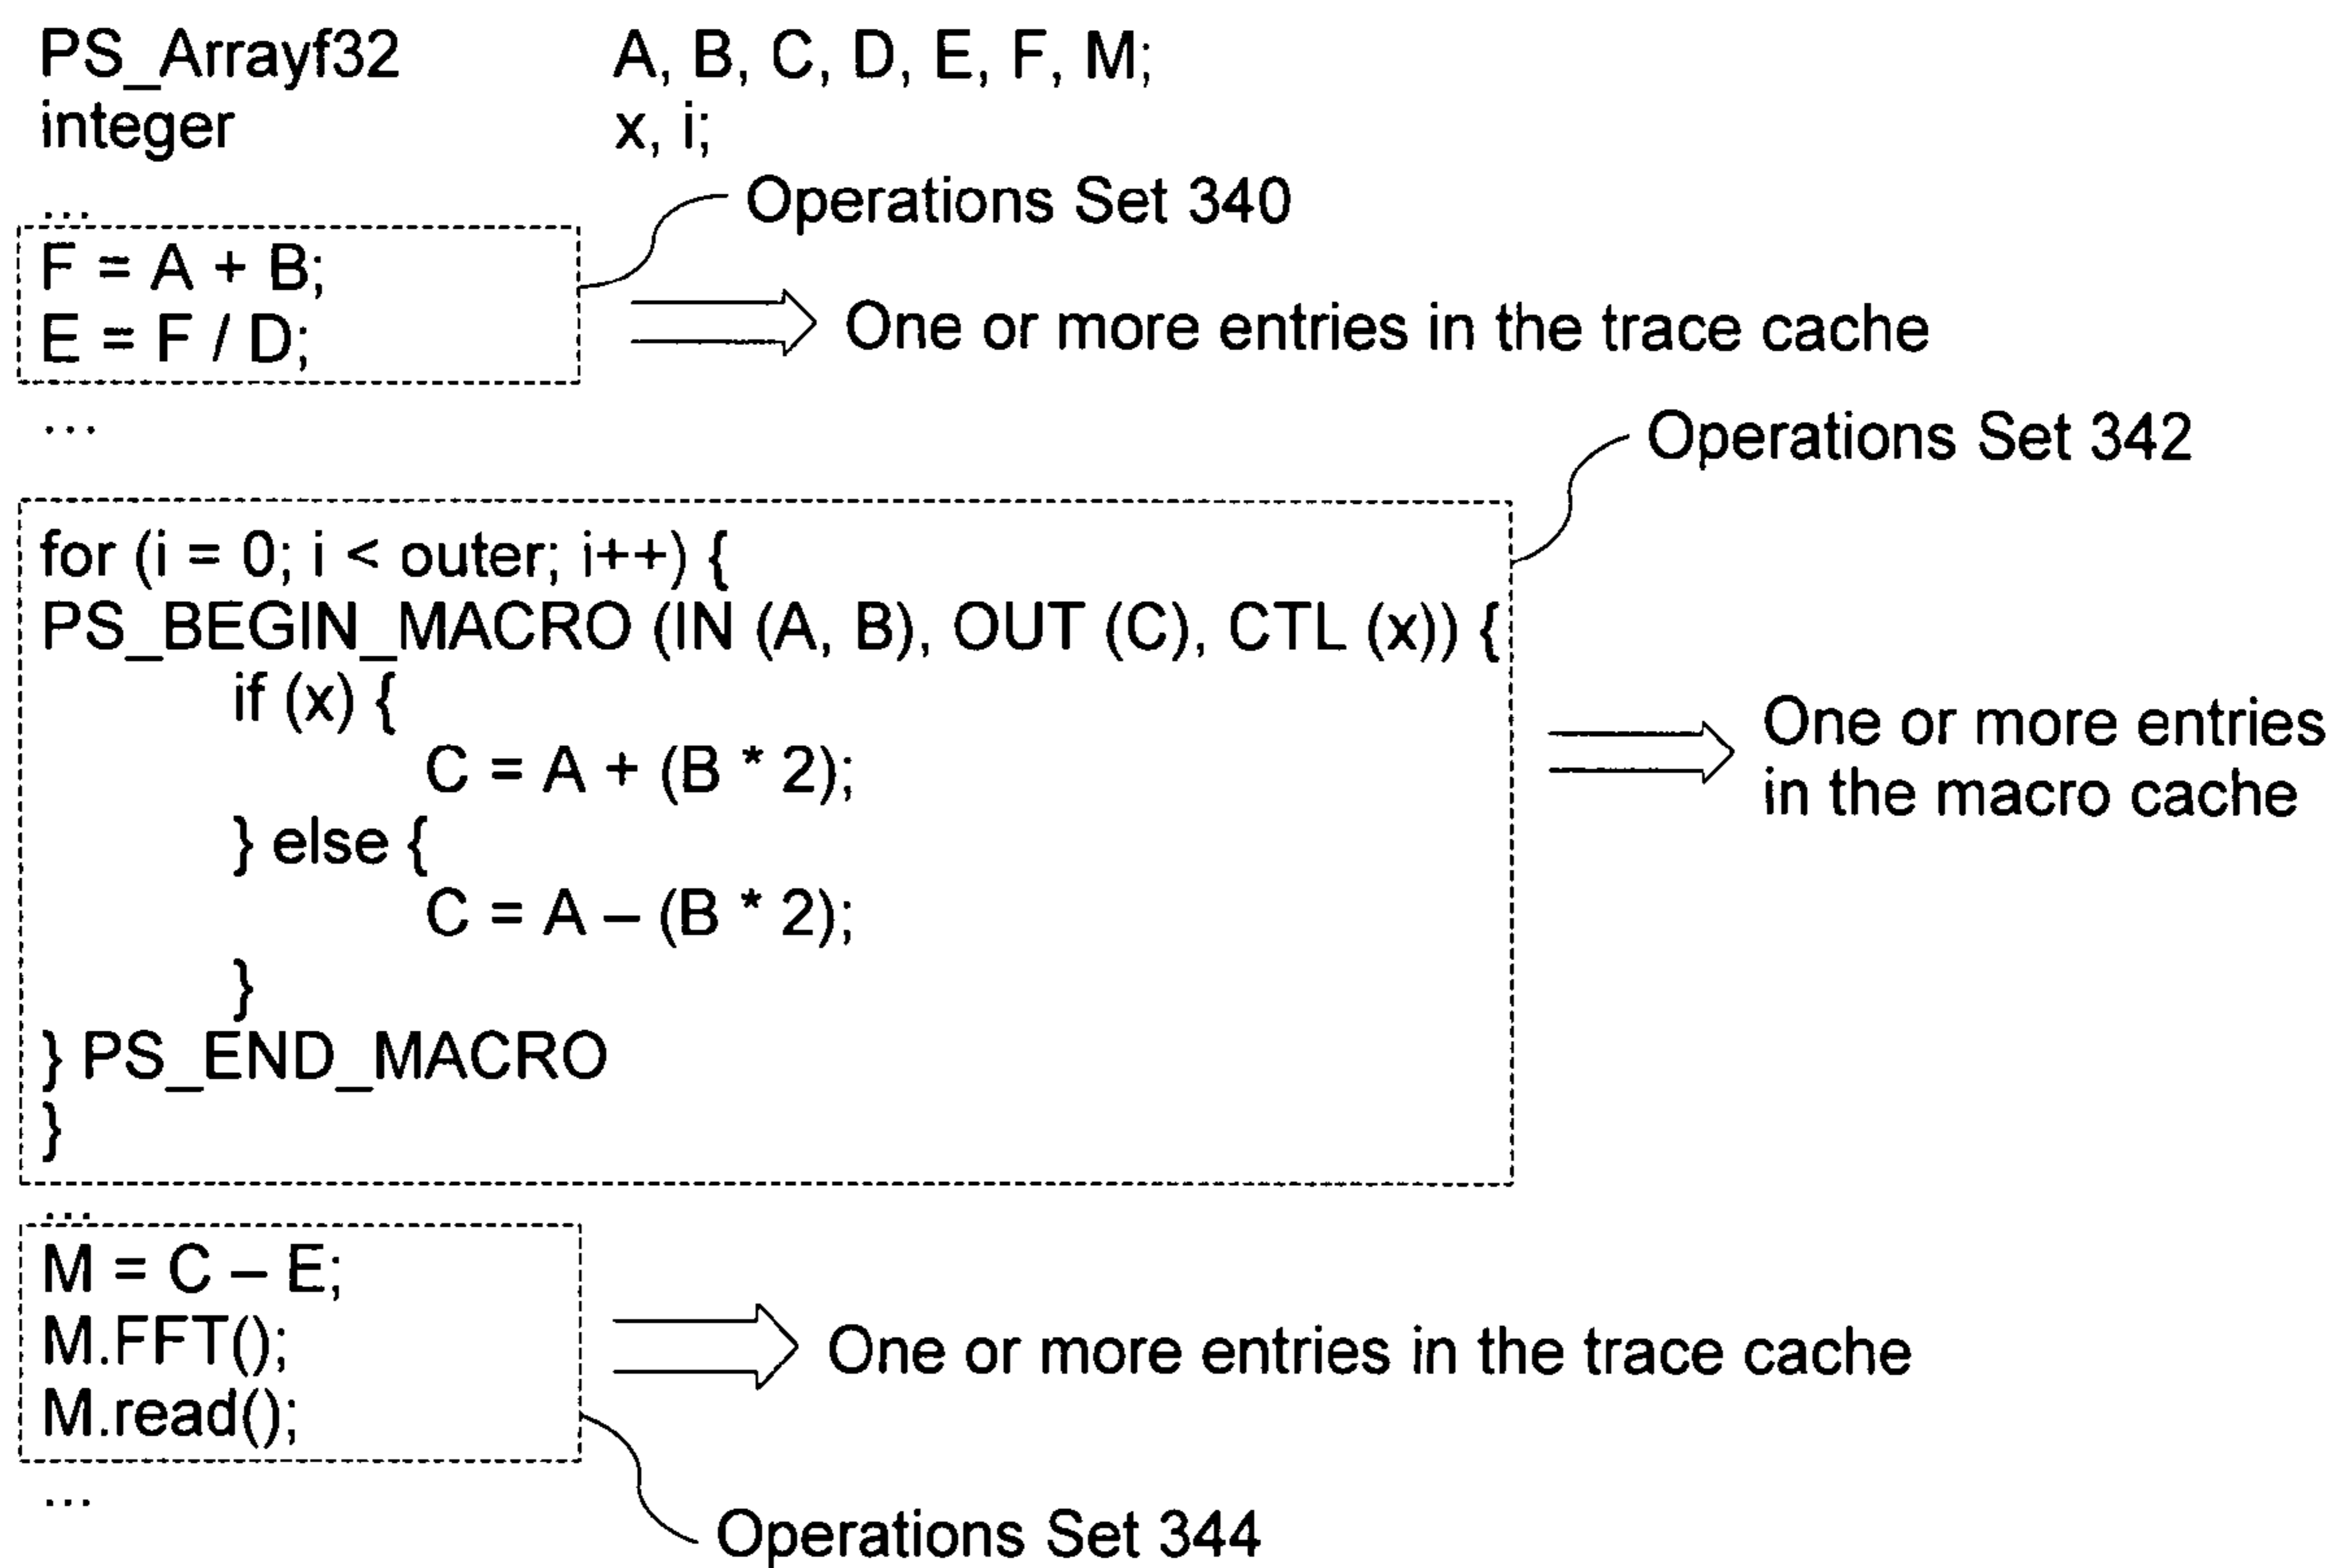 PS_Arrayf32 A, B, C, D, E, F, M;
integer x, i;
...
Operations Set 340
F = A + B;
E = F / D;
One or more entries in the trace cache
...
Operations Set 342
for (i = 0; i < outer; i++) {
PS_BEGIN_MACRO (IN (A, B), OUT (C), CTL (x)) {
if (x) {
C = A + (B * 2);
} else {
C = A – (B * 2);
}
} PS_END_MACRO
}
One or more entries
in the macro cache
...
M = C – E;
M.FFT();
M.read();
One or more entries in the trace cache
...
Operations Set 344